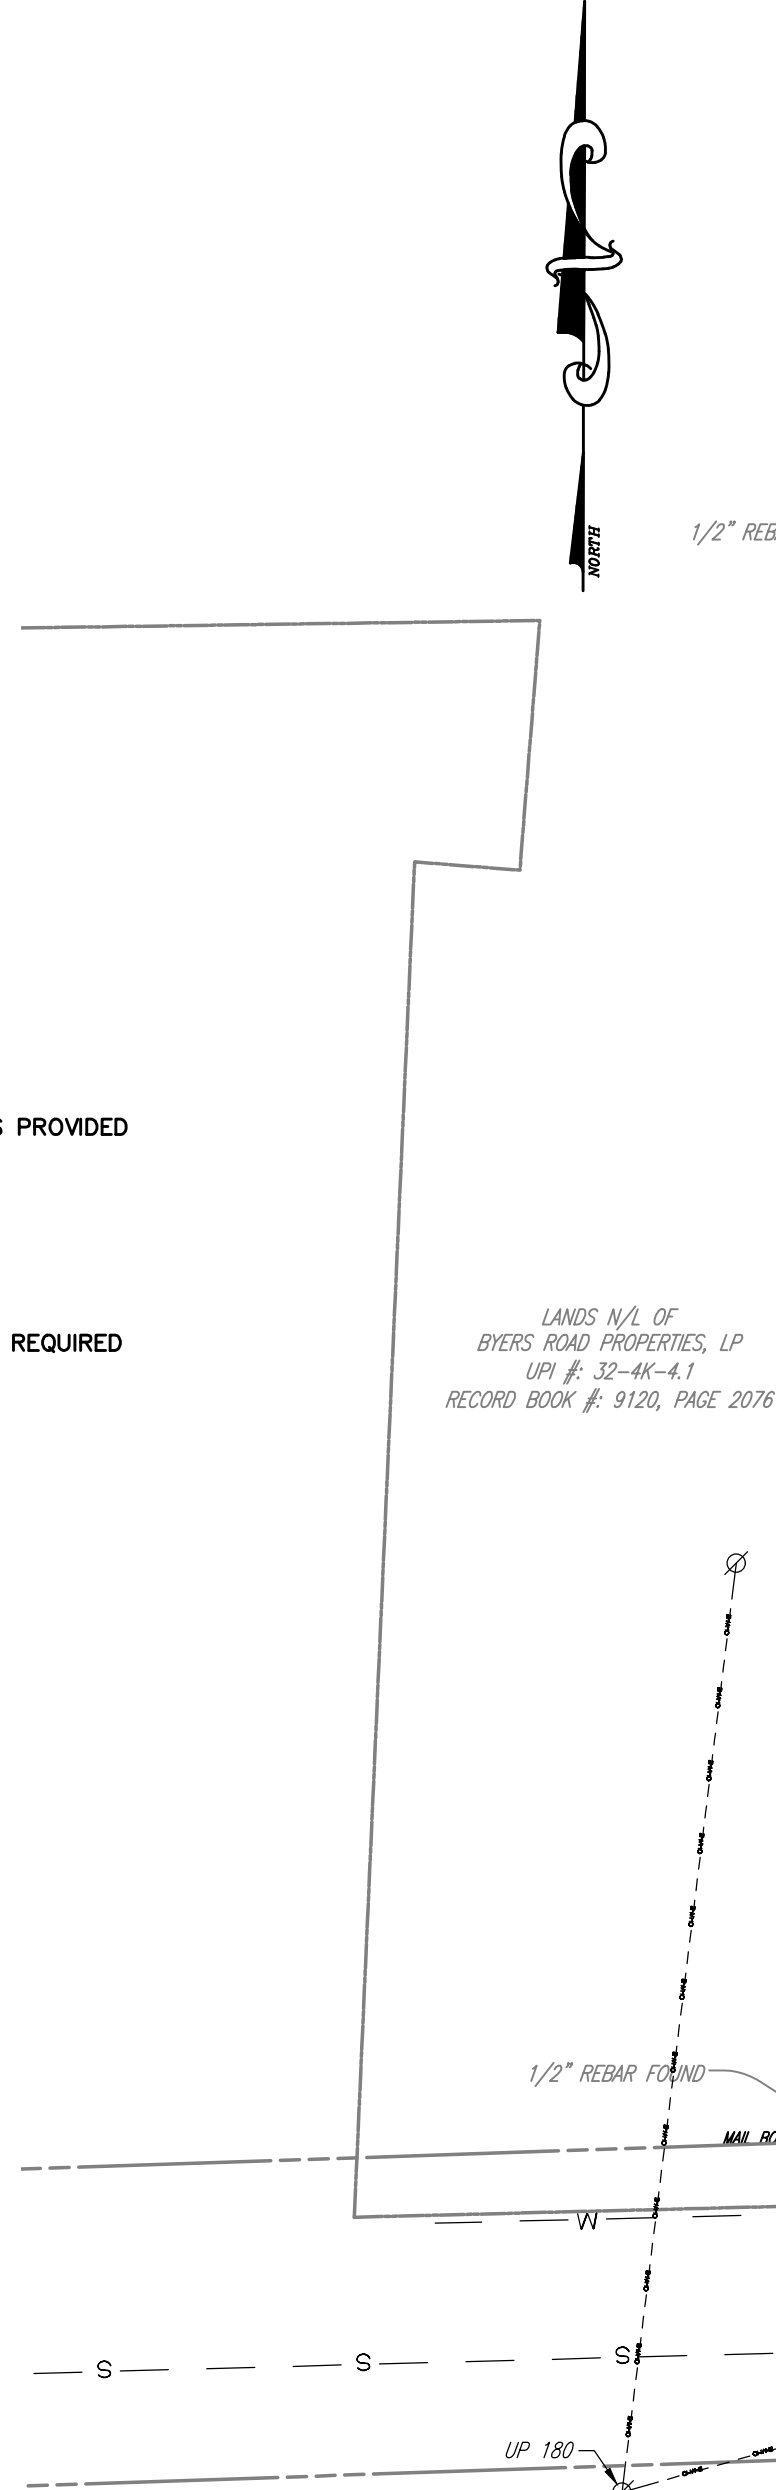 NORTH
1/2" REB
S PROVIDED
REQUIRED
LANDS N/L OF
BYERS ROAD PROPERTIES, LP
UPI #: 32-4K-4.1
RECORD BOOK #: 9120, PAGE 2076
1/2" REBAR FOUND
MAIL BO
W
S S S
UP 180